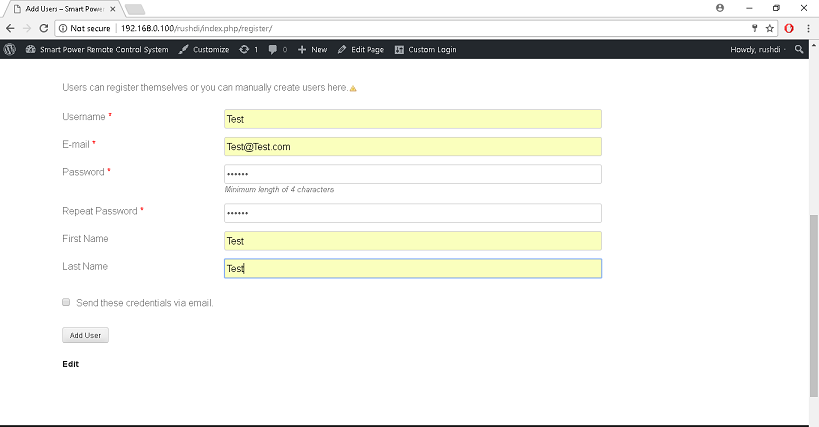 Add Users – Smart Power
Not secure | 192.168.0.100/rushdi/index.php/register/
Smart Power Remote Control System Customize 1 0 New Edit Page Custom Login Howdy, rushdi
Users can register themselves or you can manually create users here.
Username * Test
E-mail * Test@Test.com
Password * ••••••
Minimum length of 4 characters.
Repeat Password * ••••••
First Name Test
Last Name Test
Send these credentials via email.
Add User
Edit